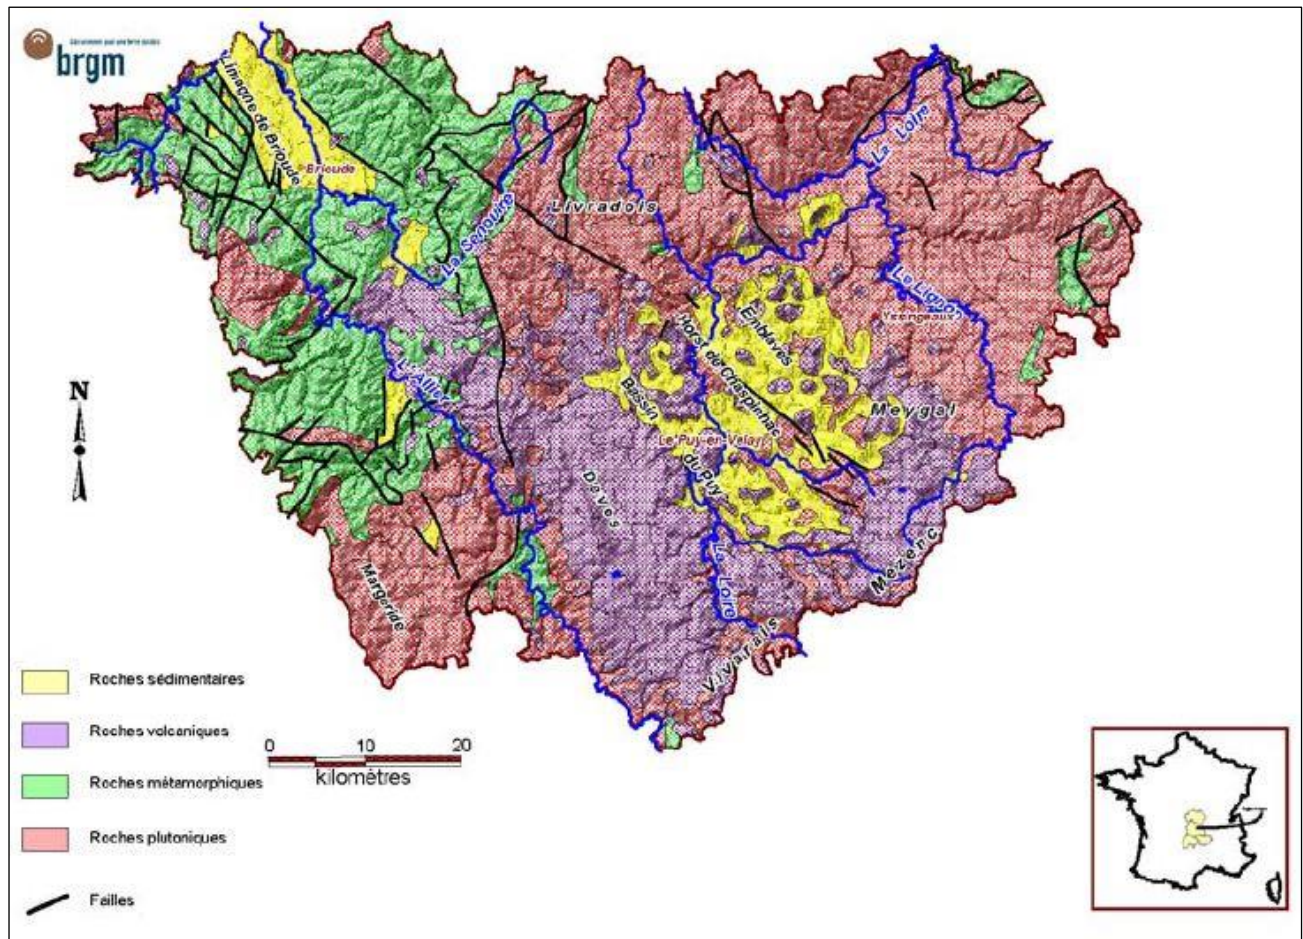 brgm
Limagne de Brioude
Brioude
La Senouire
Livradois
La Loire
Le Lignon
Yssingeaux
Emblavès
Horst de Chaspinhac
L'Allier
Bassin du Puy
Le Puy-en-Velay
Meygal
Devès
Margeride
La Loire
Mézenc
Vivarais
N
Roches sédimentaires
Roches volcaniques
Roches métamorphiques
Roches plutoniques
Failles
0 10 20
kilomètres